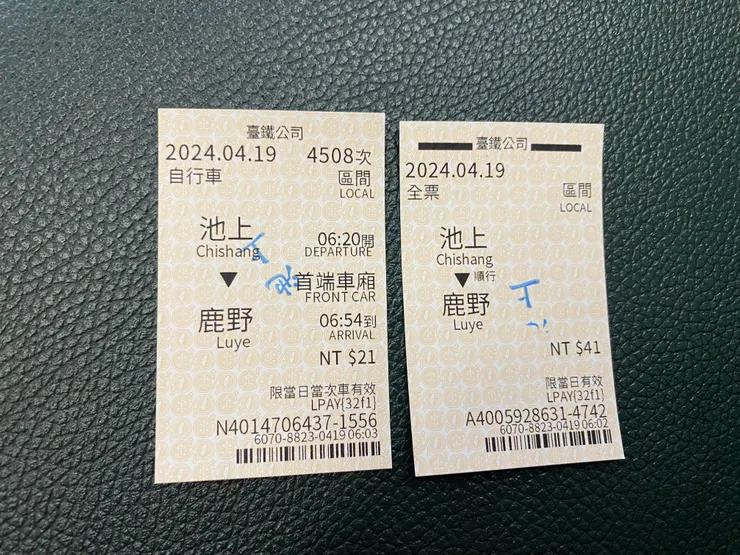 臺鐵公司
2024.04.19 4508次
自行車 區間
LOCAL
池上
Chishang
06:20開
DEPARTURE
▼
首端車廂
FRONT CAR
鹿野
Luye
06:54到
ARRIVAL
NT $21
限當日當次車有效
LPAY{32f1}
N4014706437-1556
6070-8823-0419 06:03
臺鐵公司
2024.04.19
全票 區間
LOCAL
池上
Chishang
▼ 順行
鹿野
Luye
NT $41
限當日有效
LPAY{32f1}
A4005928631-4742
6070-8823-0419 06:02